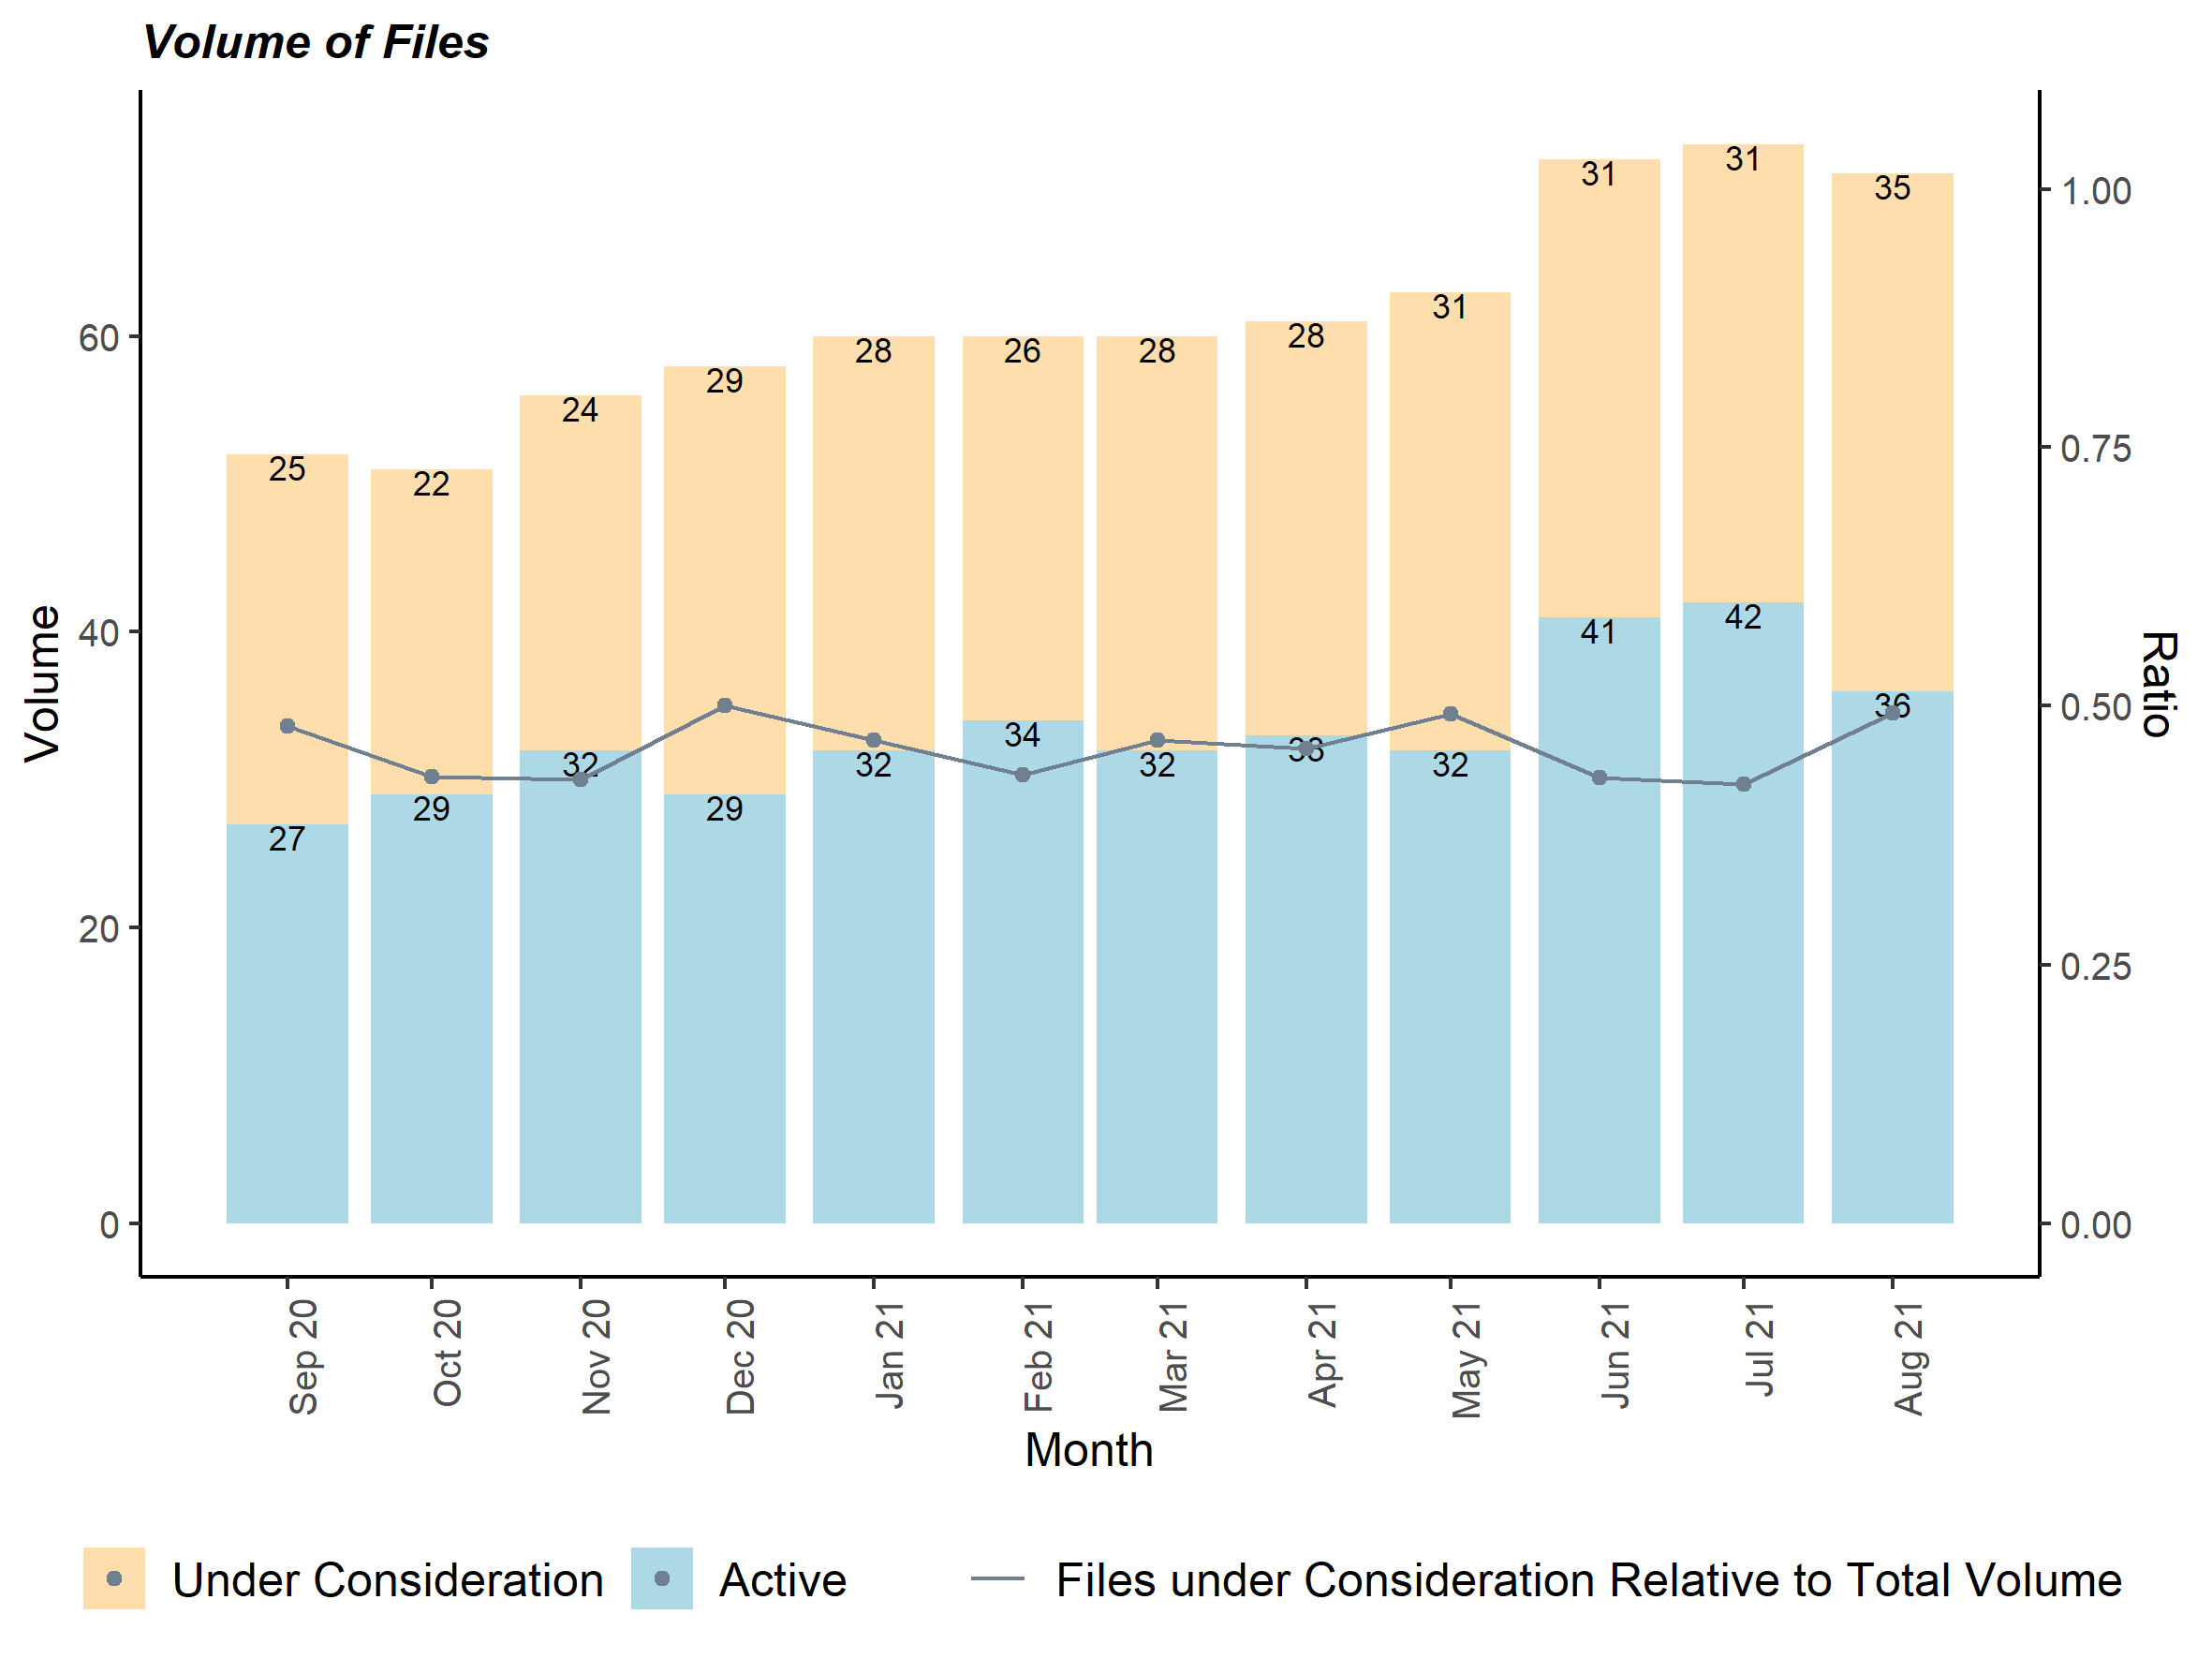 Volume of Files
Volume
60
40
20
0
25
22
24
29
28
26
28
28
31
31
31
35
27
29
32
29
32
34
32
33
32
41
42
36
1.00
0.75
0.50
0.25
0.00
Ratio
Sep 20
Oct 20
Nov 20
Dec 20
Jan 21
Feb 21
Mar 21
Apr 21
May 21
Jun 21
Jul 21
Aug 21
Month
Under Consideration
Active
Files under Consideration Relative to Total Volume